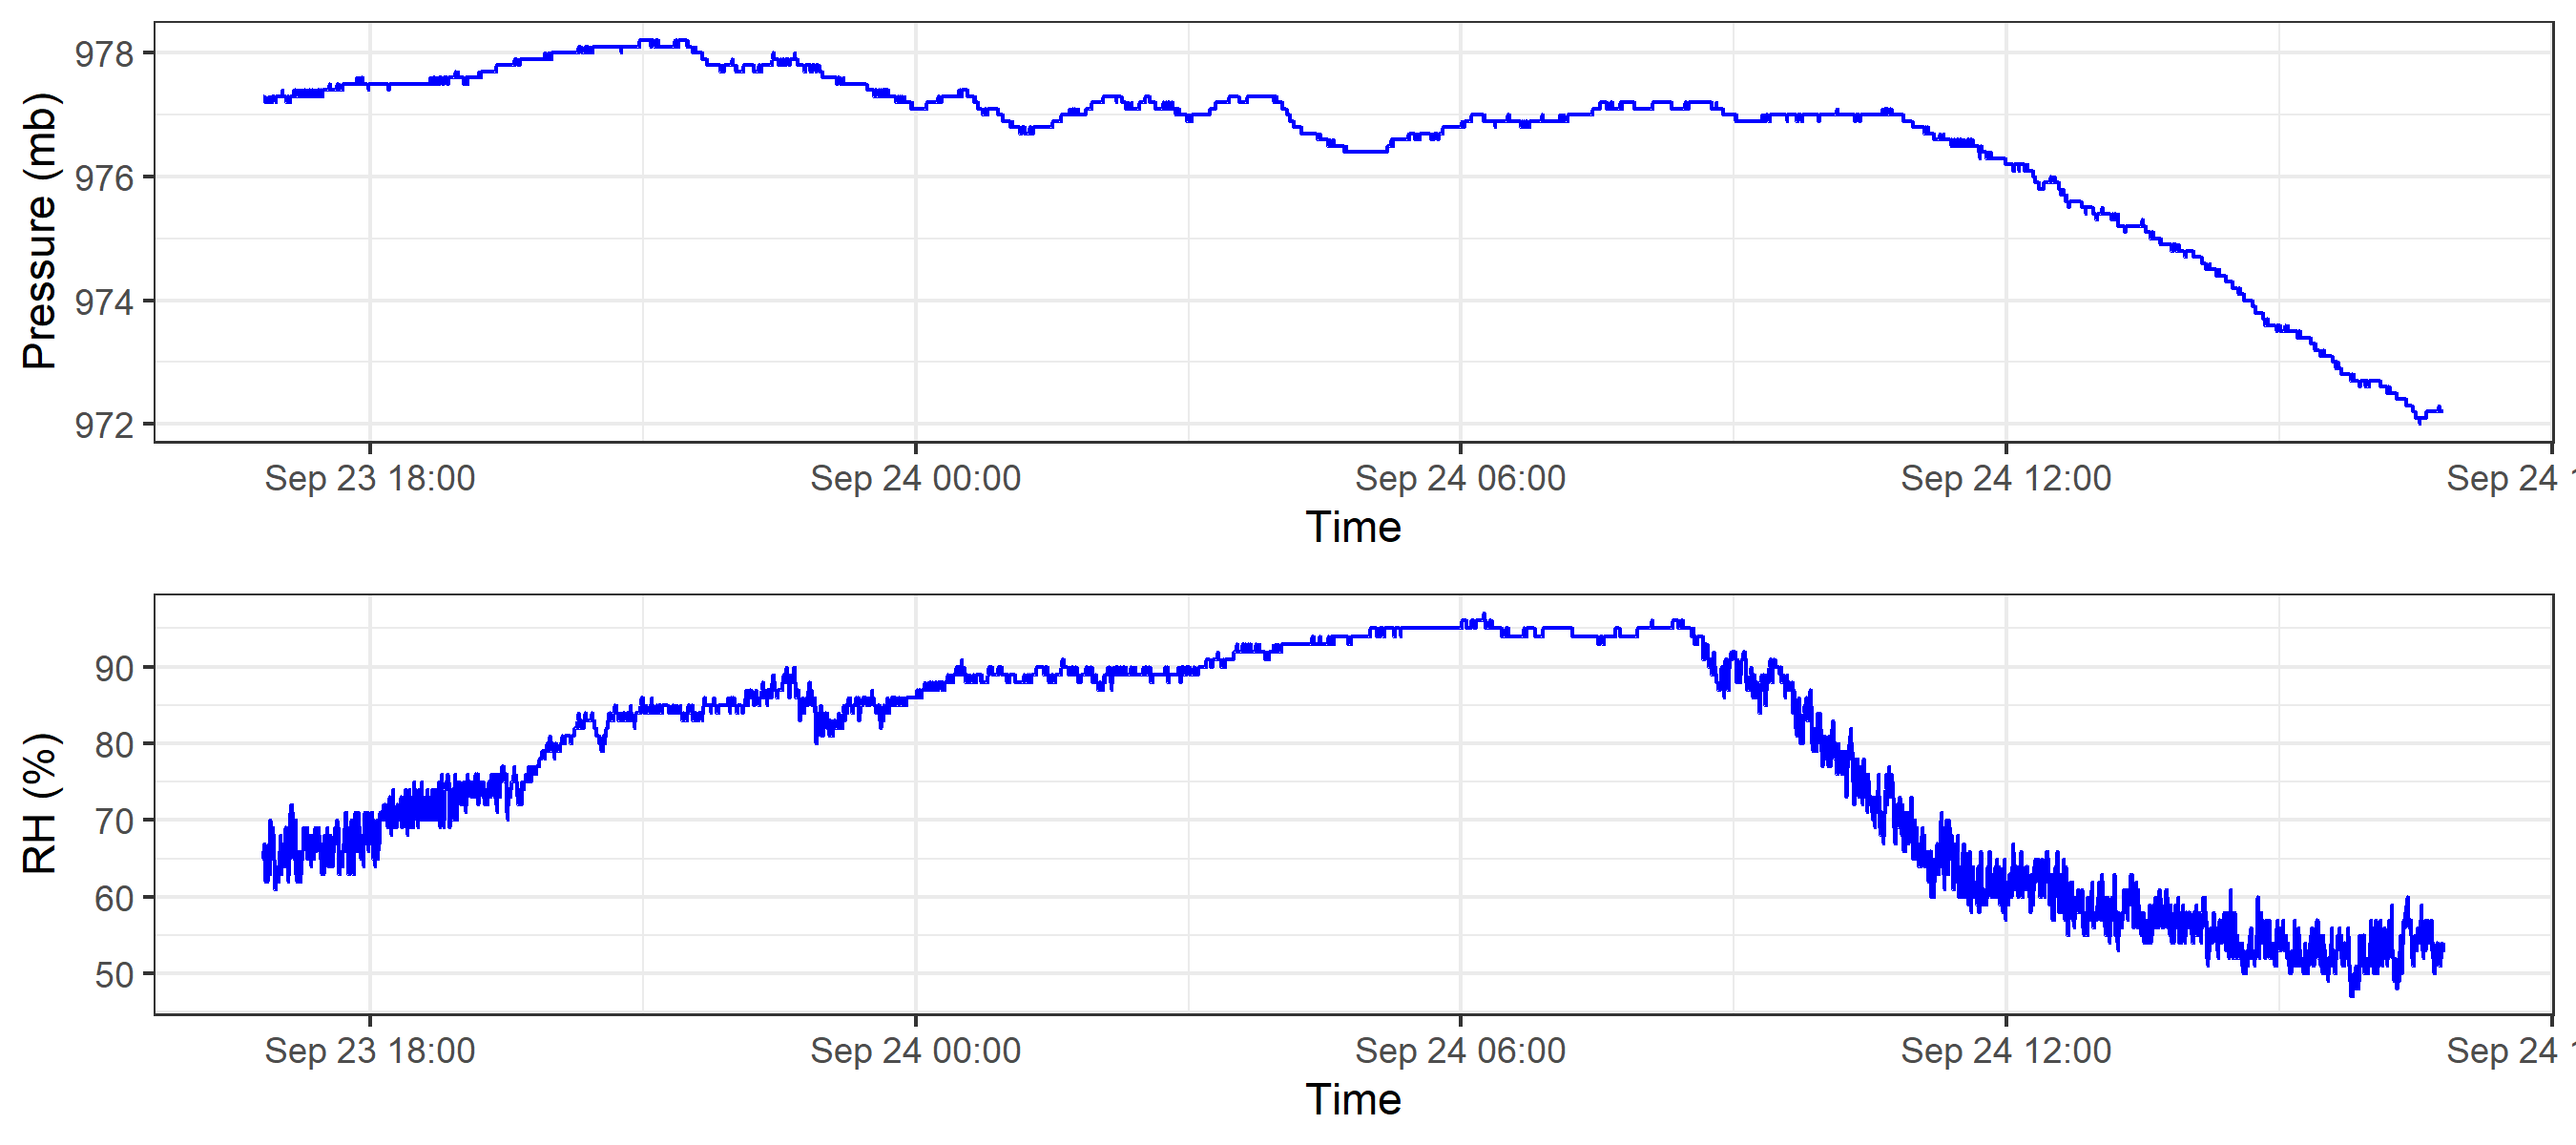 Pressure (mb)
978
976
974
972
Sep 23 18:00
Sep 24 00:00
Sep 24 06:00
Sep 24 12:00
Sep 24 1
Time
RH (%)
90
80
70
60
50
Sep 23 18:00
Sep 24 00:00
Sep 24 06:00
Sep 24 12:00
Sep 24 1
Time